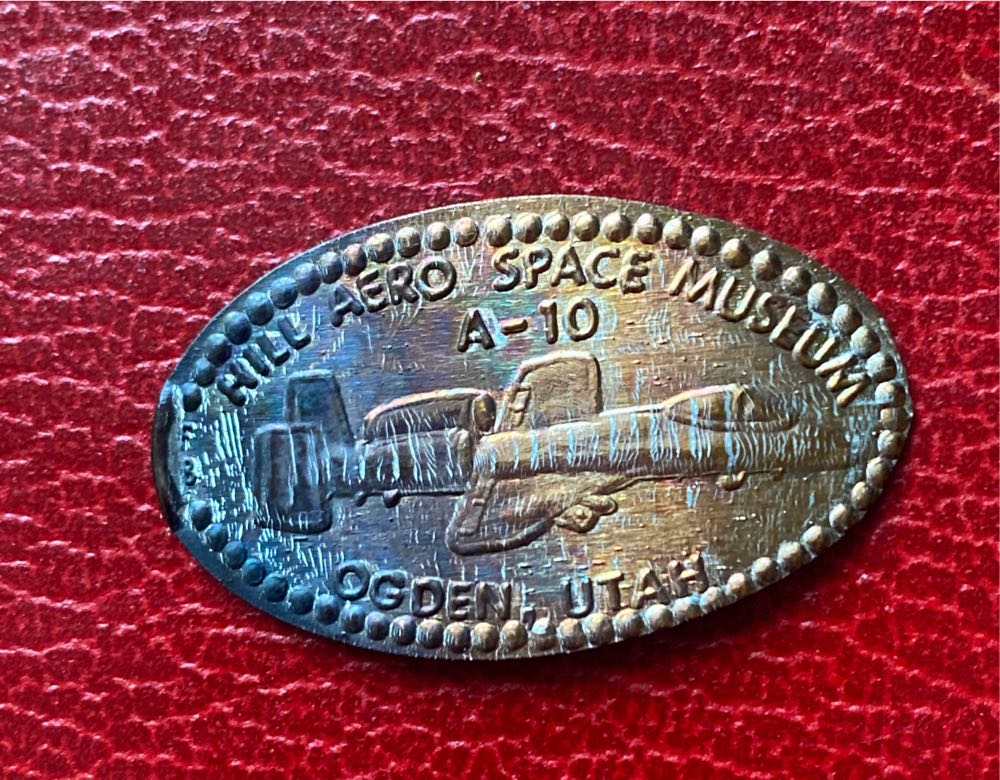 HILL AERO SPACE MUSEUM
A-10
OGDEN, UTAH